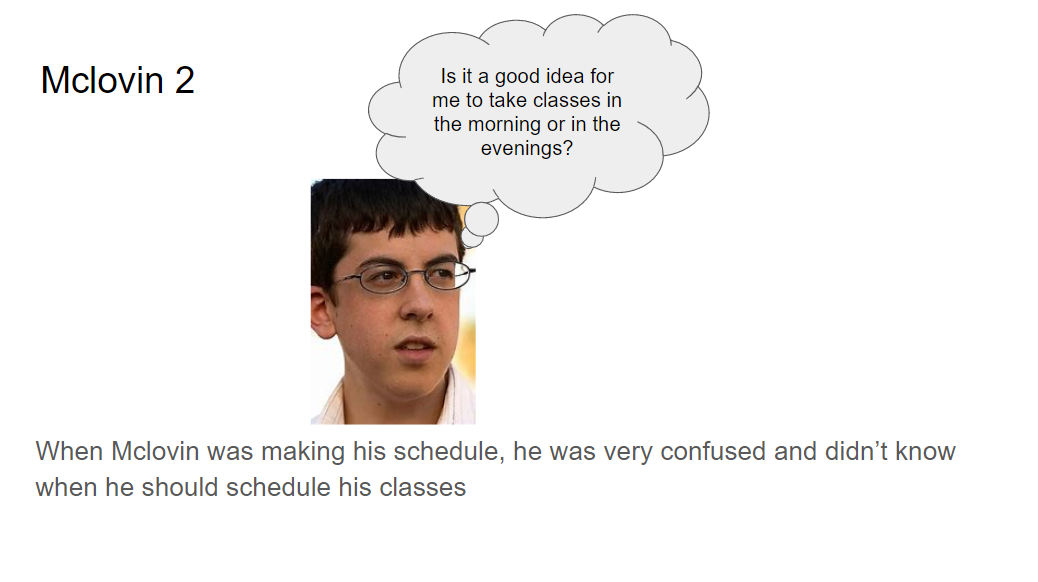 Mclovin 2
Is it a good idea for
me to take classes in
the morning or in the
evenings?
When Mclovin was making his schedule, he was very confused and didn’t know
when he should schedule his classes